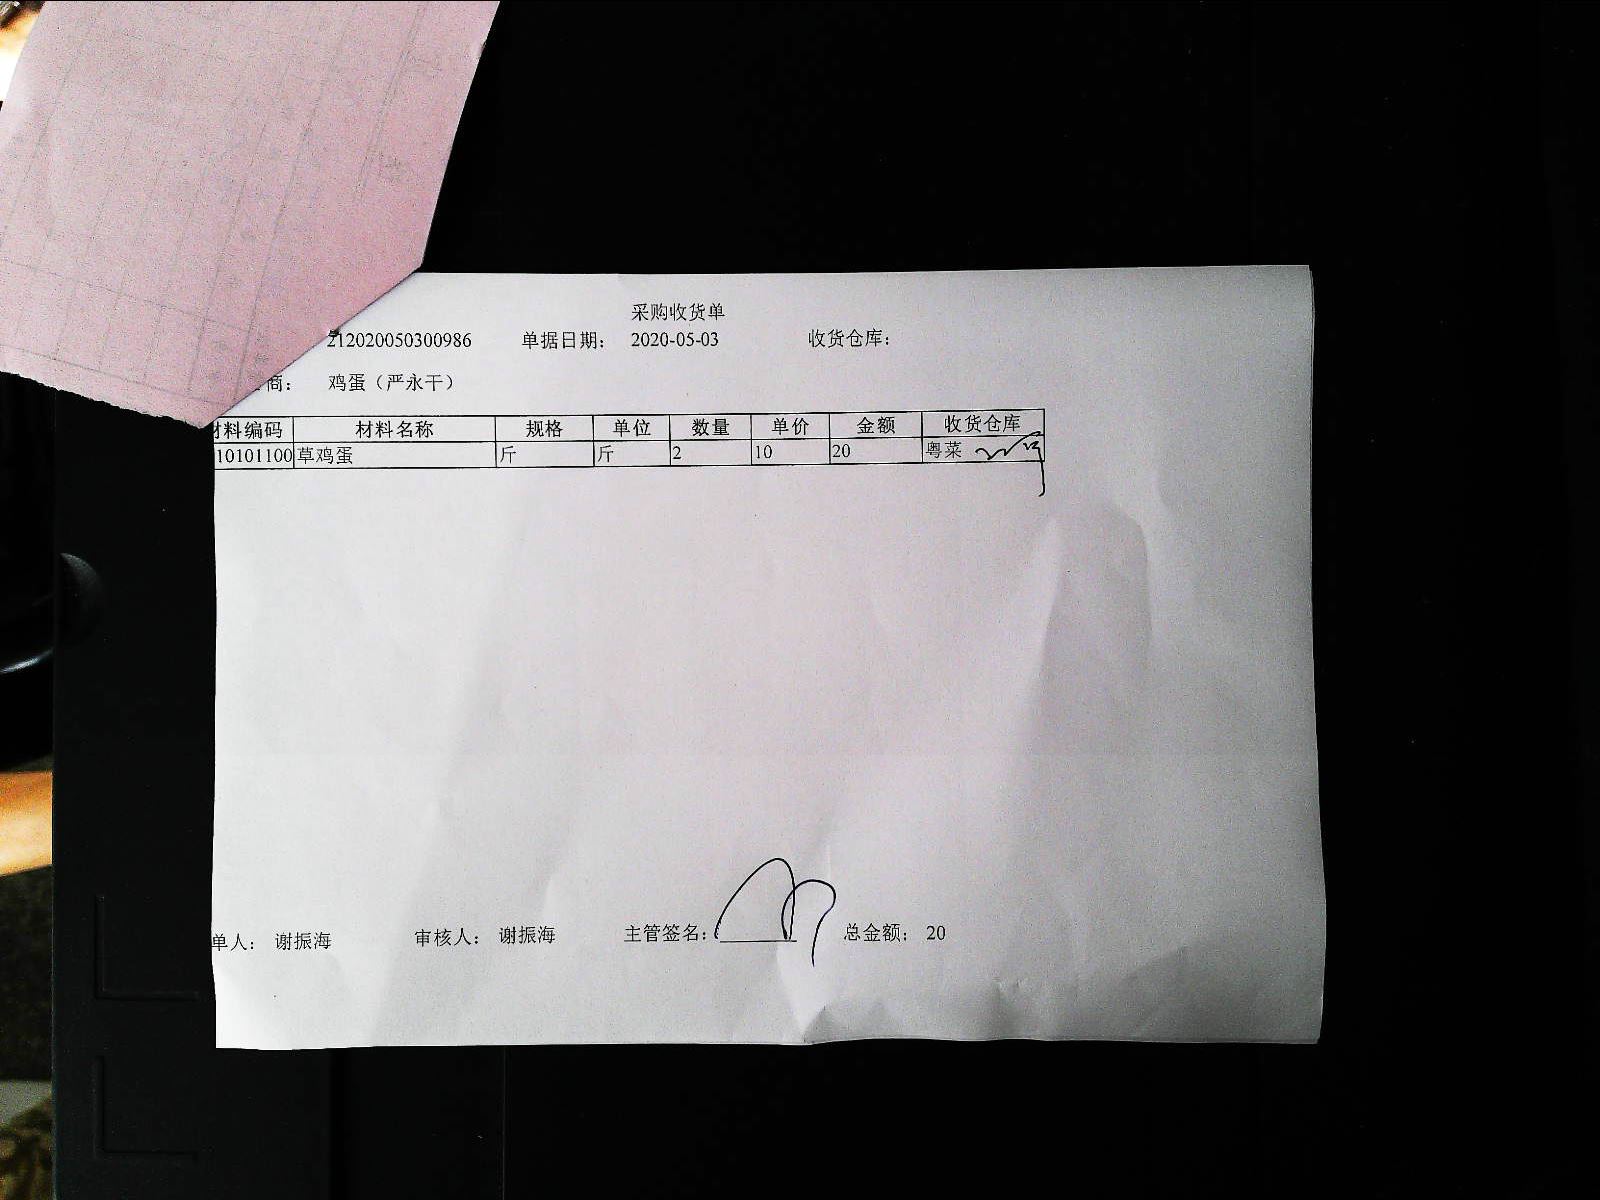 采购收货单
212020050300986 单据日期： 2020-05-03 收货仓库：
商： 鸡蛋（严永干）
材料编码 材料名称 规格 单位 数量 单价 金额 收货仓库
10101100 草鸡蛋 斤 斤 2 10 20 粤菜
单人： 谢振海 审核人： 谢振海 主管签名： 总金额： 20